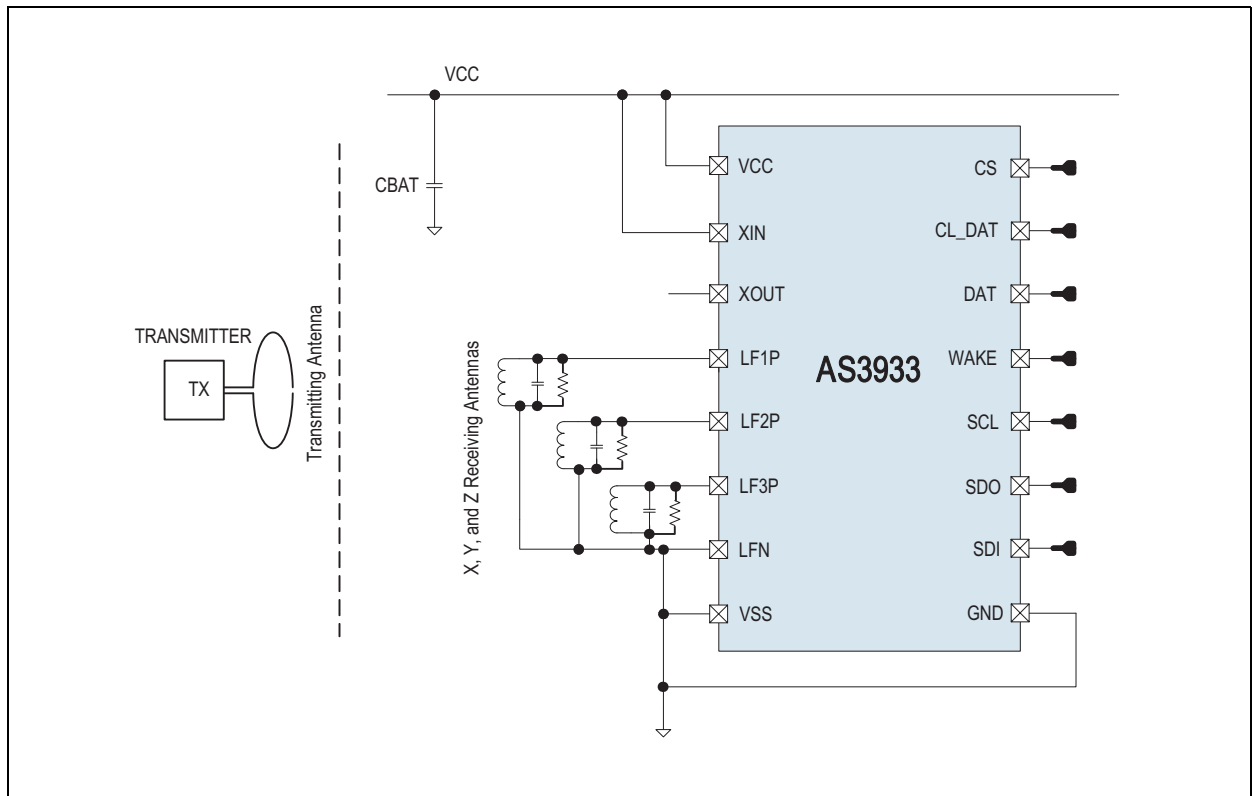 VCC
CBAT
TRANSMITTER
TX
Transmitting Antenna
X, Y, and Z Receiving Antennas
AS3933
VCC
XIN
XOUT
LF1P
LF2P
LF3P
LFN
VSS
CS
CL_DAT
DAT
WAKE
SCL
SDO
SDI
GND